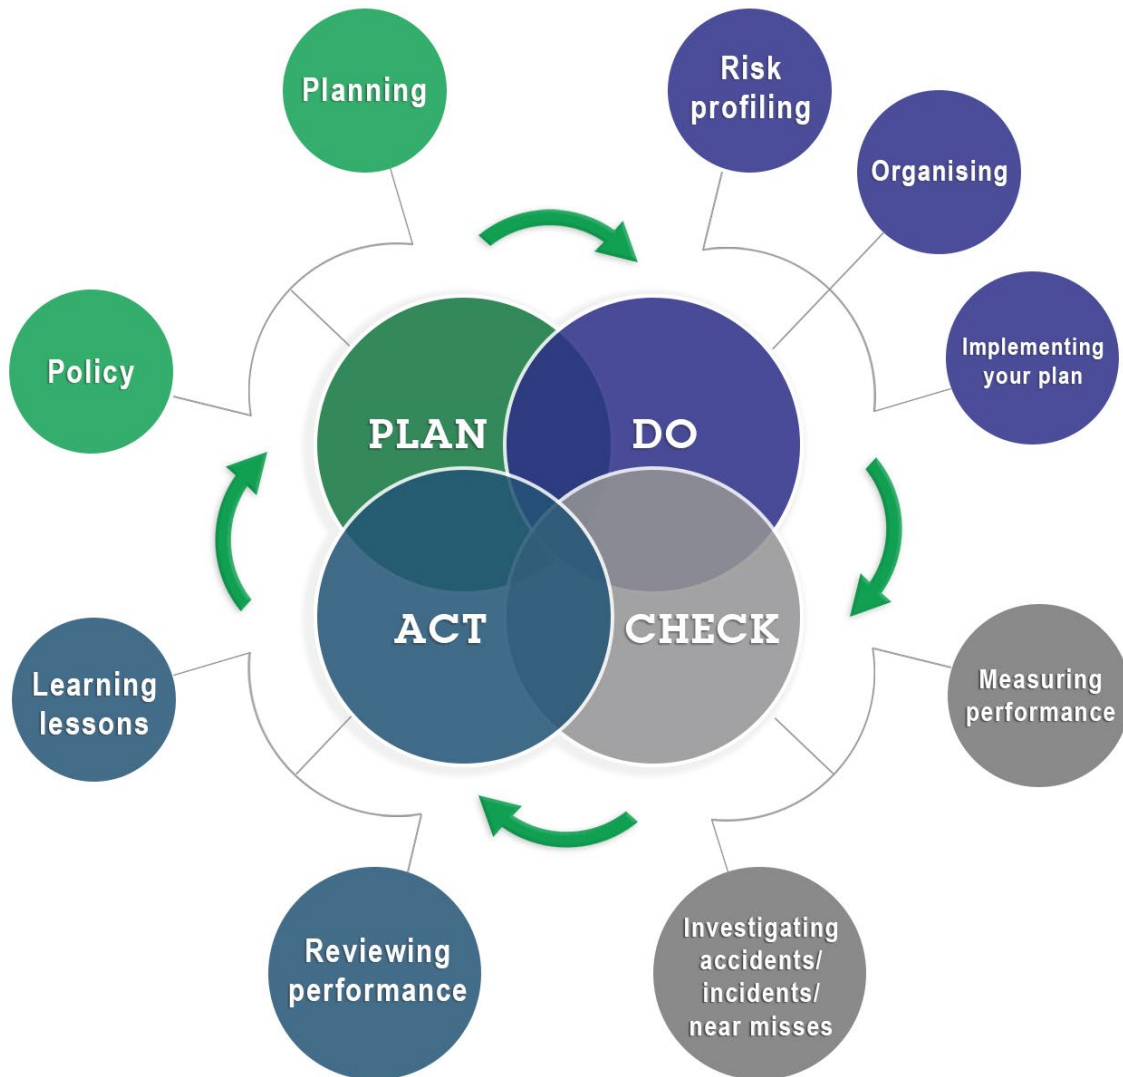 Planning
Risk
profiling
Organising
Policy
Implementing
your plan
PLAN
DO
ACT
CHECK
Learning
lessons
Measuring
performance
Reviewing
performance
Investigating
accidents/
incidents/
near misses